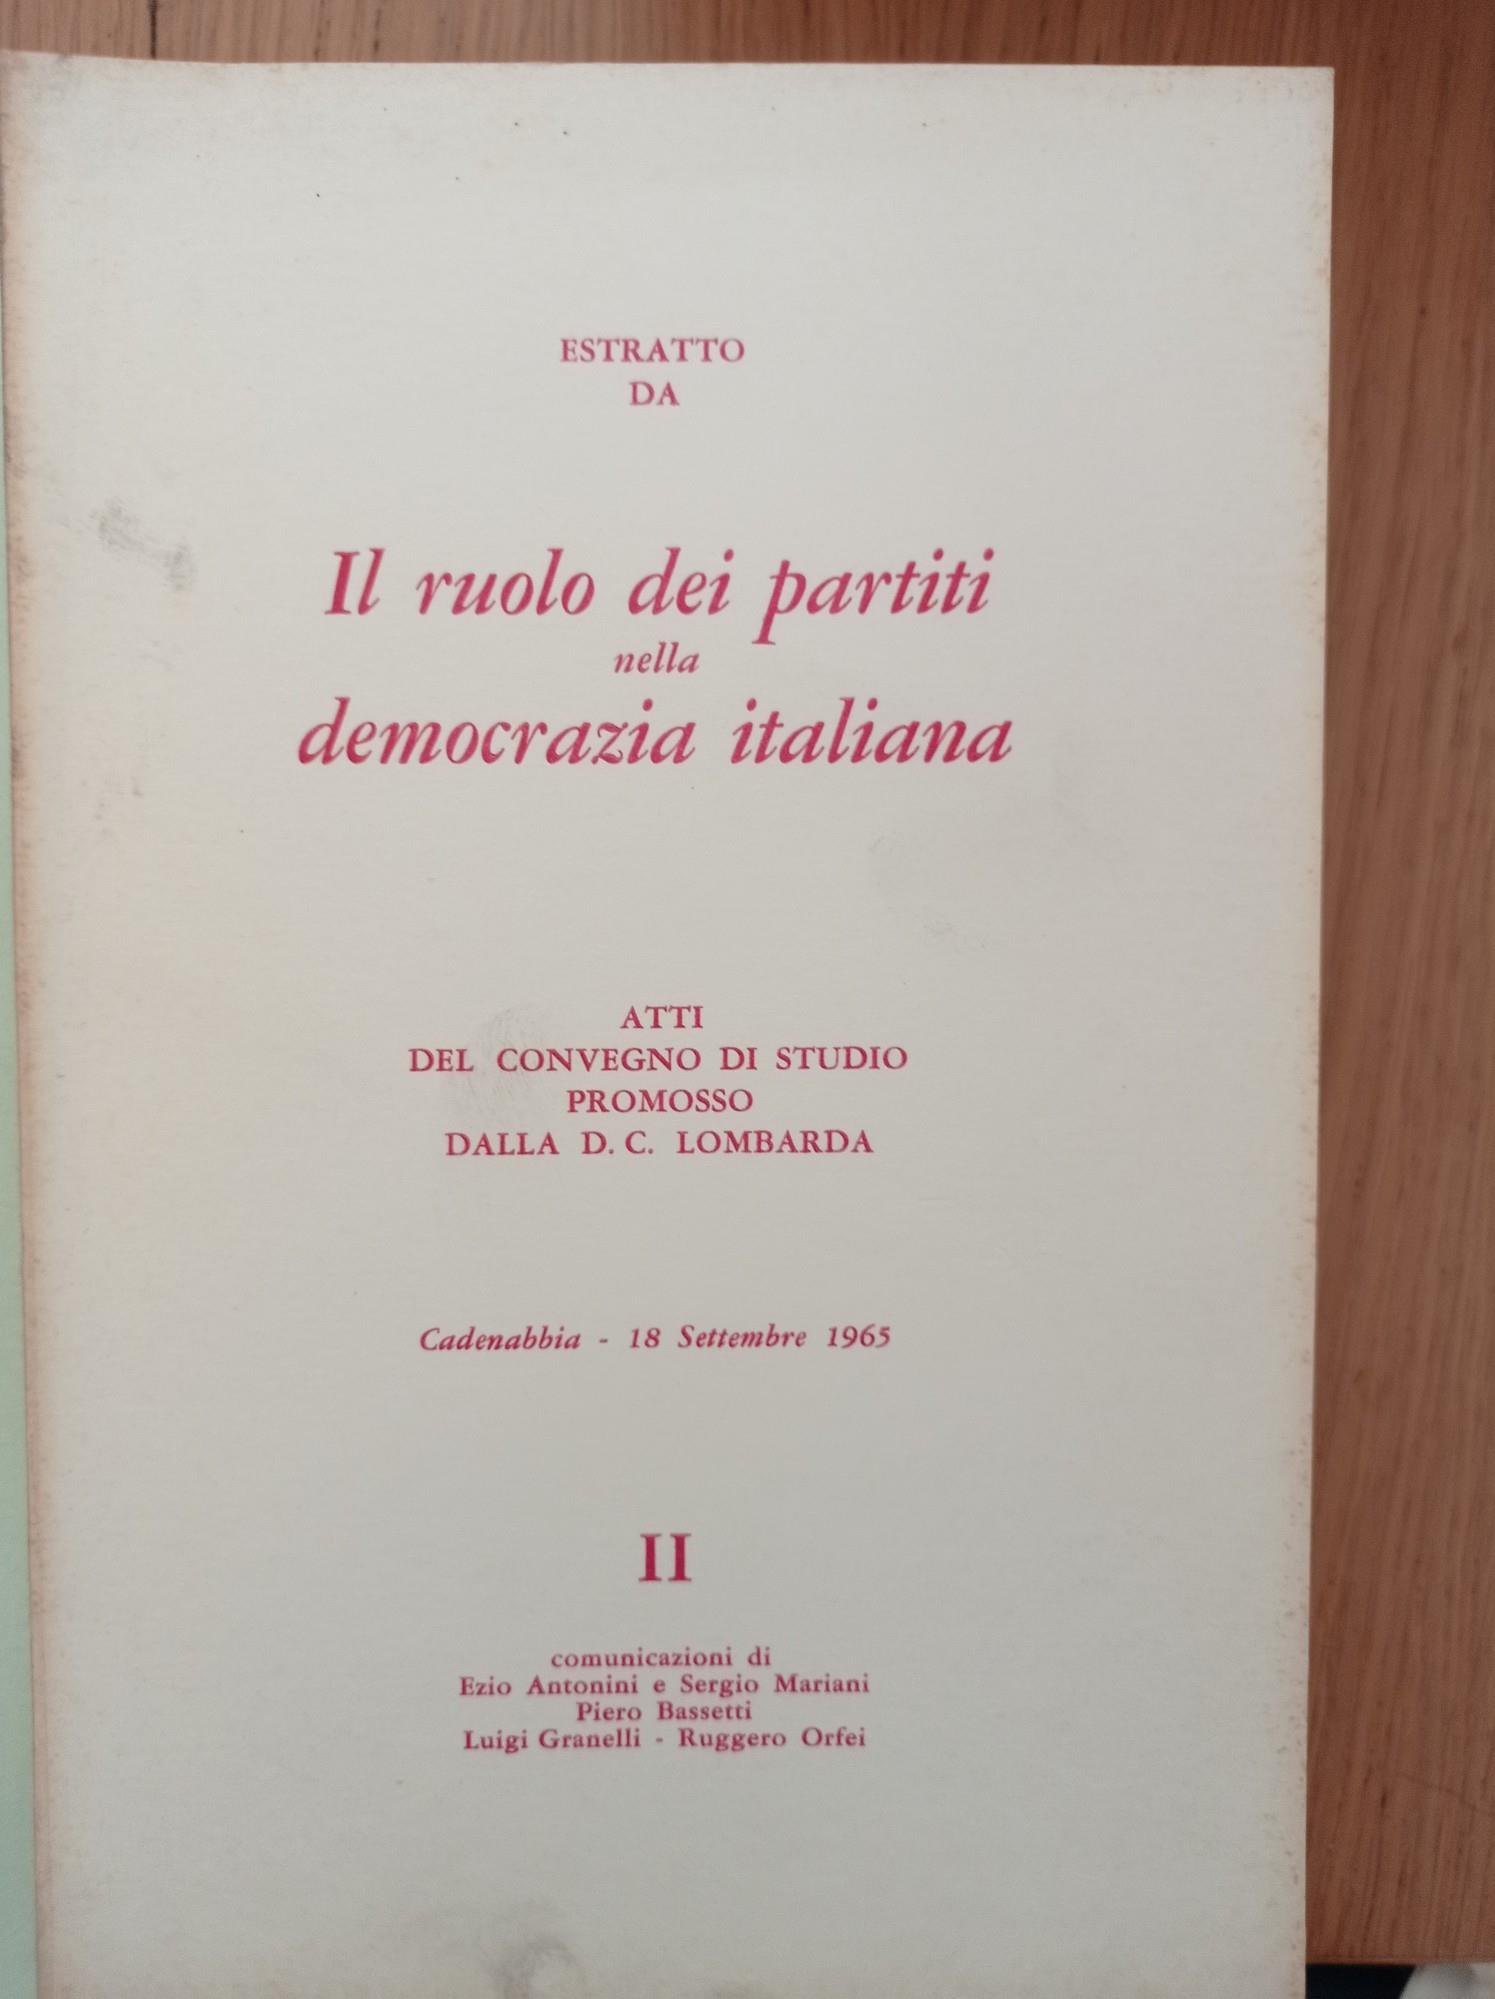 ESTRATTO
DA
Il ruolo dei partiti
nella
democrazia italiana
ATTI
DEL CONVEGNO DI STUDIO
PROMOSSO
DALLA D. C. LOMBARDA
Cadenabbia - 18 Settembre 1965
II
comunicazioni di
Ezio Antonini e Sergio Mariani
Piero Bassetti
Luigi Granelli - Ruggero Orfei